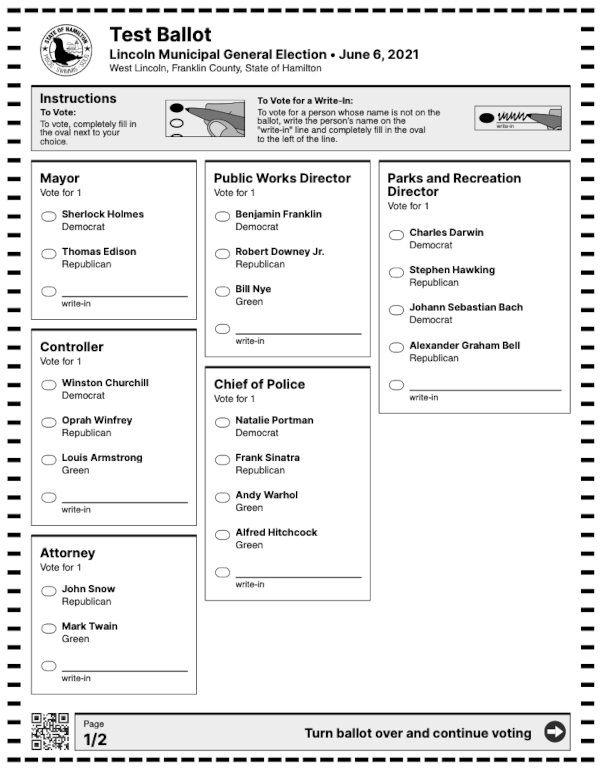 Test Ballot
Lincoln Municipal General Election • June 6, 2021
West Lincoln, Franklin County, State of Hamilton
STATE OF HAMILTON
Instructions
To Vote:
To vote, completely fill in
the oval next to your
choice.
To Vote for a Write-In:
To vote for a person whose name is not on the
ballot, write the person's name on the
"write-in" line and completely fill in the oval
to the left of the line.
write-in
Mayor
Vote for 1
Sherlock Holmes
Democrat
Thomas Edison
Republican
write-in
Controller
Vote for 1
Winston Churchill
Democrat
Oprah Winfrey
Republican
Louis Armstrong
Green
write-in
Attorney
Vote for 1
John Snow
Republican
Mark Twain
Green
write-in
Public Works Director
Vote for 1
Benjamin Franklin
Democrat
Robert Downey Jr.
Republican
Bill Nye
Green
write-in
Chief of Police
Vote for 1
Natalie Portman
Democrat
Frank Sinatra
Republican
Andy Warhol
Green
Alfred Hitchcock
Green
write-in
Parks and Recreation
Director
Vote for 1
Charles Darwin
Democrat
Stephen Hawking
Republican
Johann Sebastian Bach
Democrat
Alexander Graham Bell
Republican
write-in
Page
1/2
Turn ballot over and continue voting